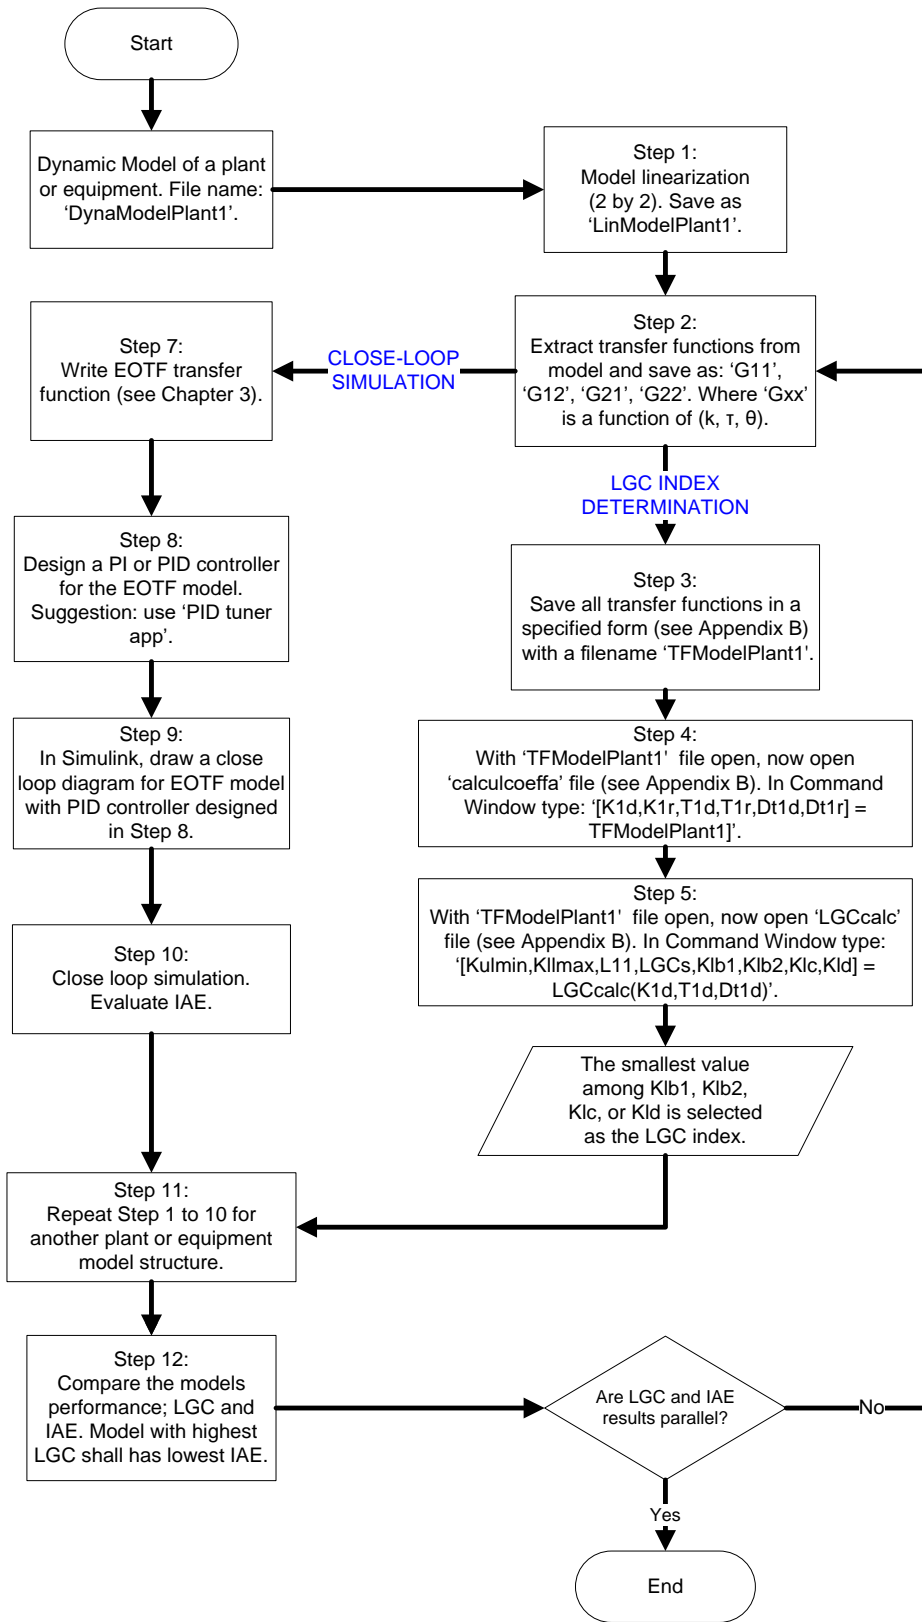 Start
Dynamic Model of a plant
or equipment. File name:
‘DynaModelPlant1’.
Step 1:
Model linearization
(2 by 2). Save as
‘LinModelPlant1’.
Step 2:
Extract transfer functions from
model and save as: ‘G11’,
‘G12’, ‘G21’, ‘G22’. Where ‘Gxx’
is a function of (k, τ, θ).
CLOSE-LOOP
SIMULATION
Step 7:
Write EOTF transfer
function (see Chapter 3).
LGC INDEX
DETERMINATION
Step 8:
Design a PI or PID controller
for the EOTF model.
Suggestion: use ‘PID tuner
app’.
Step 3:
Save all transfer functions in a
specified form (see Appendix B)
with a filename ‘TFModelPlant1'.
Step 9:
In Simulink, draw a close
loop diagram for EOTF model
with PID controller designed
in Step 8.
Step 4:
With ‘TFModelPlant1'  file open, now open
‘calculcoeffa’ file (see Appendix B). In Command
Window type: ‘[K1d,K1r,T1d,T1r,Dt1d,Dt1r] =
TFModelPlant1]’.
Step 5:
With ‘TFModelPlant1'  file open, now open ‘LGCcalc’
file (see Appendix B). In Command Window type:
‘[Kulmin,Kllmax,L11,LGCs,Klb1,Klb2,Klc,Kld] =
LGCcalc(K1d,T1d,Dt1d)’.
Step 10:
Close loop simulation.
Evaluate IAE.
The smallest value
among Klb1, Klb2,
Klc, or Kld is selected
as the LGC index.
Step 11:
Repeat Step 1 to 10 for
another plant or equipment
model structure.
Step 12:
Compare the models
performance; LGC and
IAE. Model with highest
LGC shall has lowest IAE.
Are LGC and IAE
results parallel?
No
Yes
End